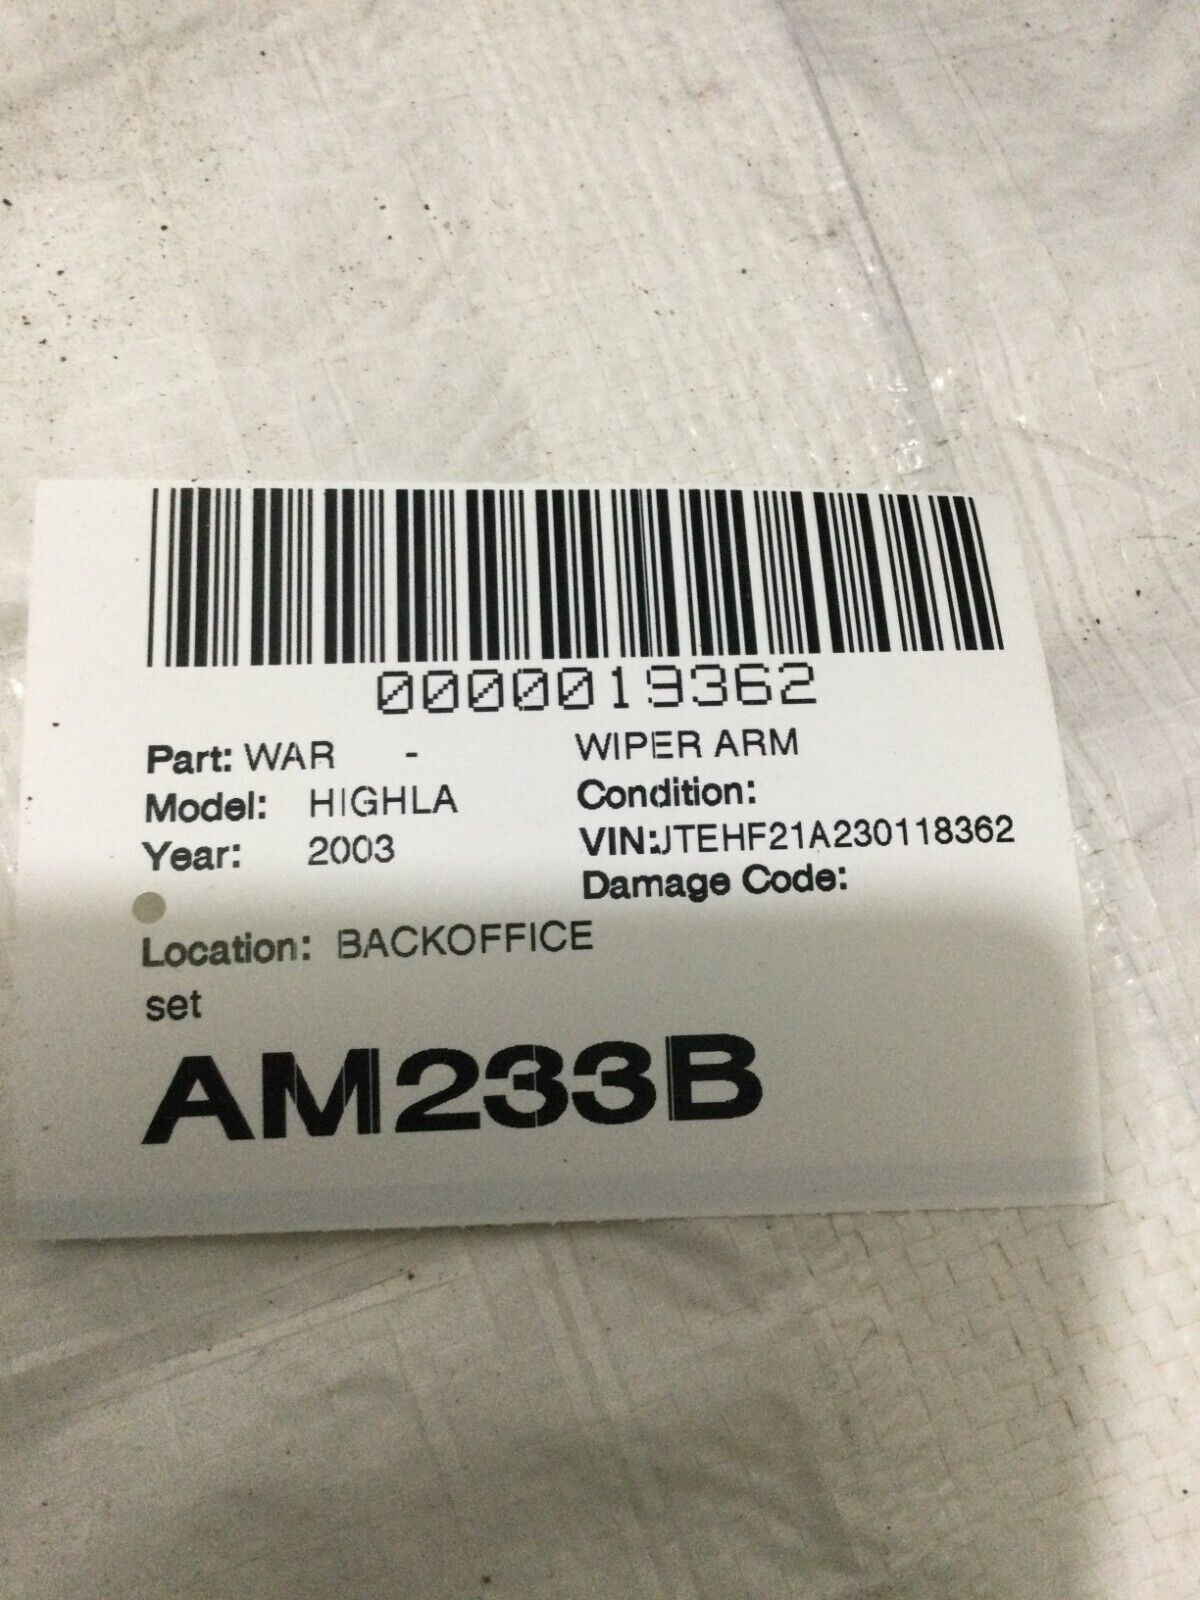 0000019362
Part: WAR - WIPER ARM
Model: HIGHLA Condition:
Year: 2003 VIN:JTEHF21A230118362
Damage Code:
Location: BACKOFFICE
set
AM233B